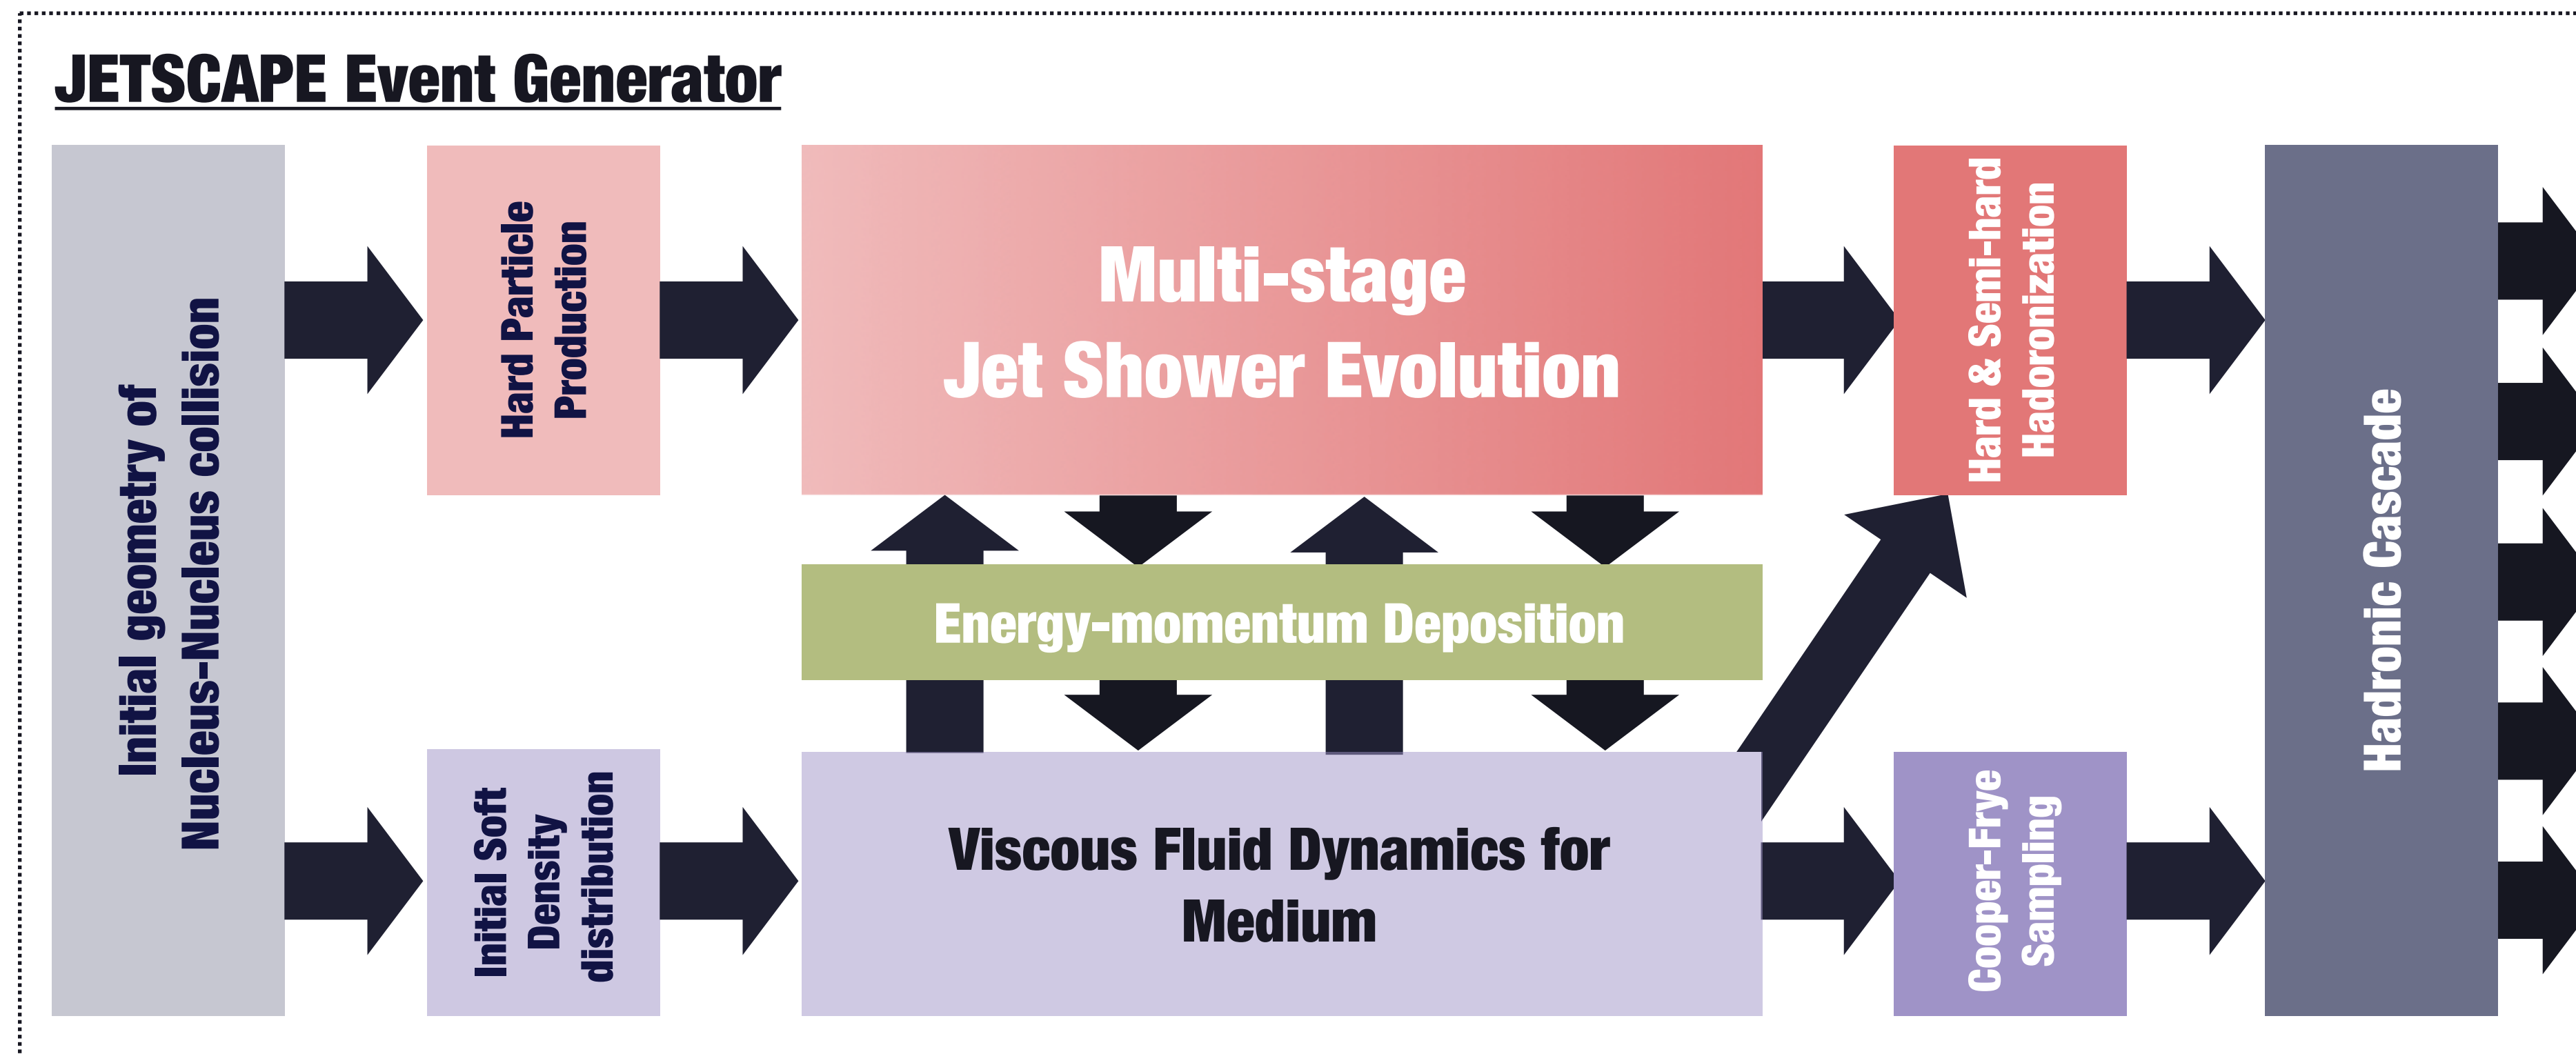 JETSCAPE Event Generator
Initial geometry of
Nucleus-Nucleus collision
Hard Particle
Production
Multi-stage
Jet Shower Evolution
Hard & Semi-hard
Hadoronization
Energy-momentum Deposition
Initial Soft
Density
distribution
Viscous Fluid Dynamics for
Medium
Cooper-Frye
Sampling
Hadronic Cascade